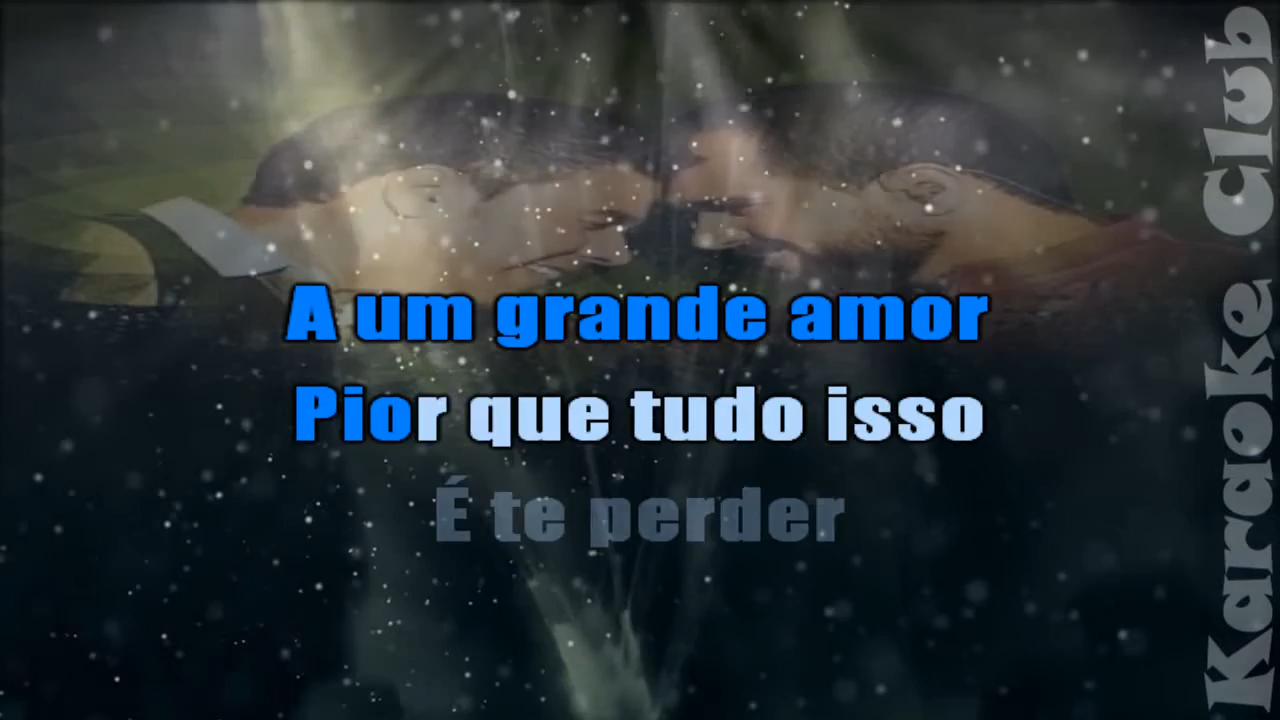 A um grande amor
Pior que tudo isso
É te perder
Karaoke Club